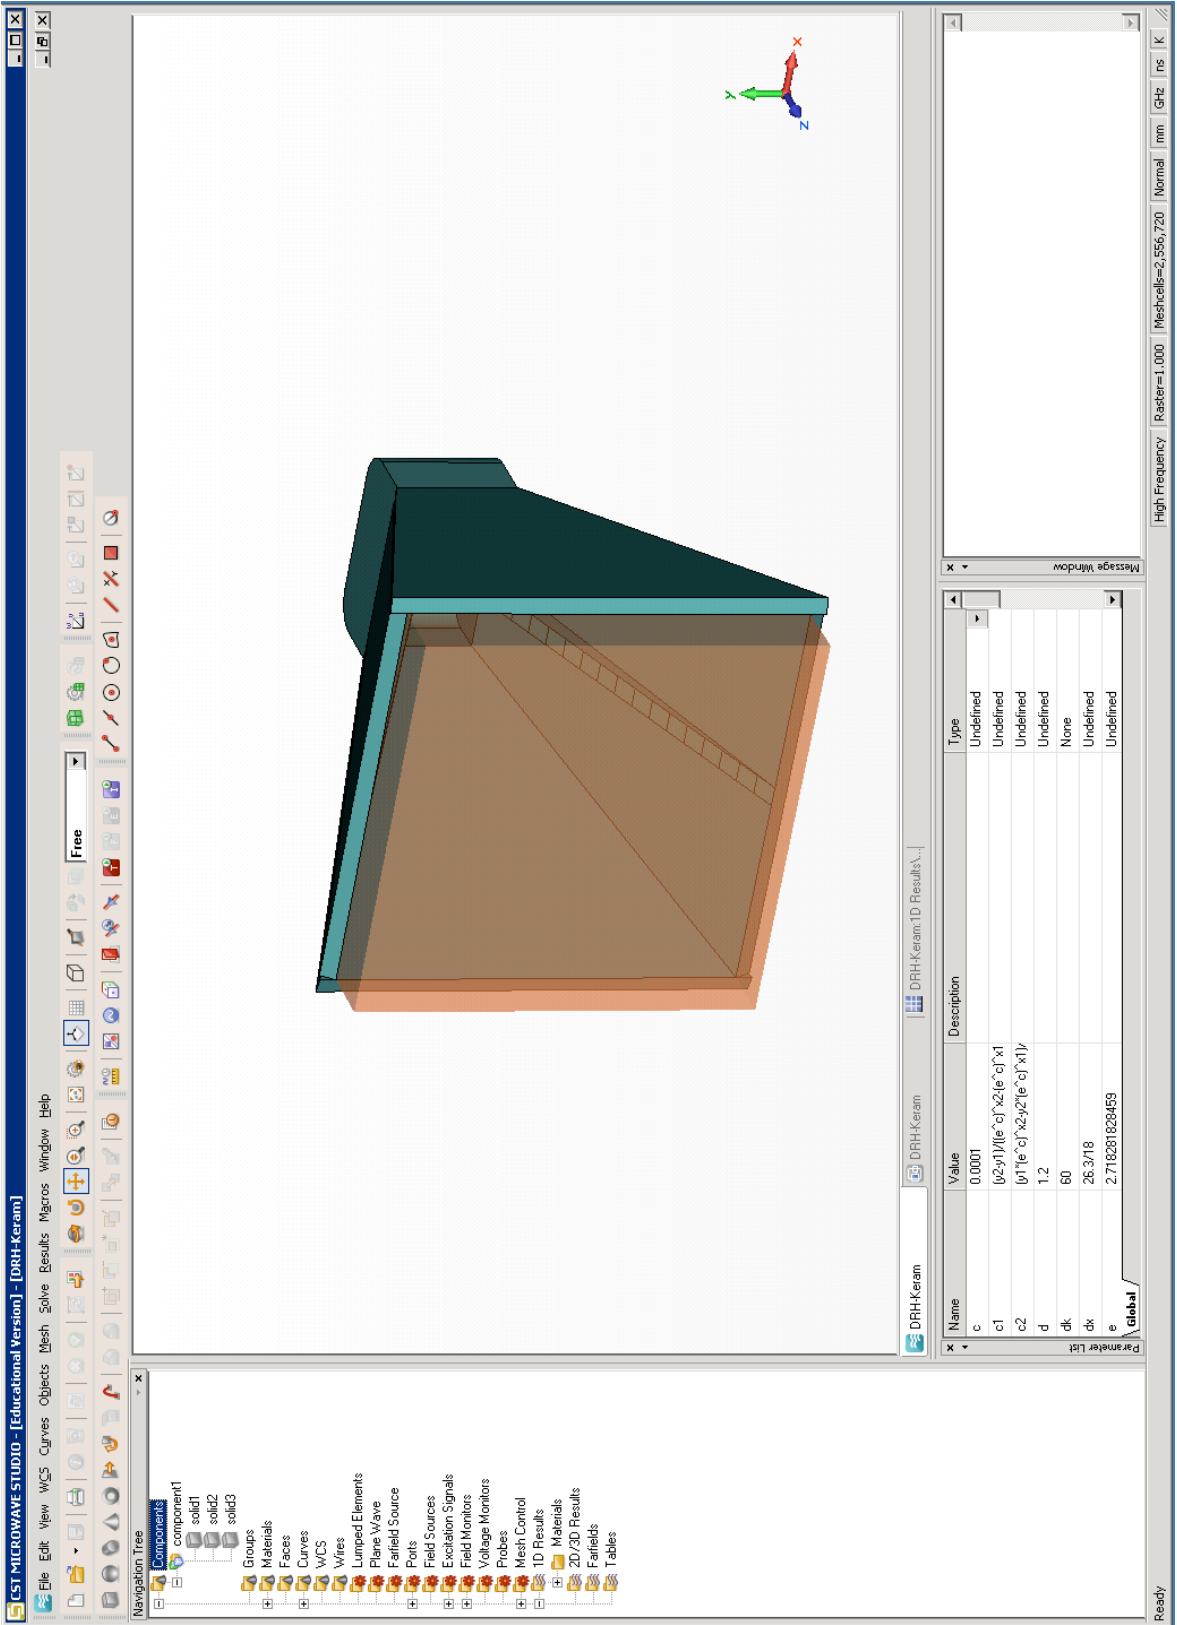 CST MICROWAVE STUDIO - [Educational Version] - [DRH-Keram]
File Edit View WCS Curves Objects Mesh Solve Results Macros Window Help
Free
Navigation Tree
Components
component1
solid1
solid2
solid3
Groups
Materials
Faces
Curves
WCS
Wires
Lumped Elements
Plane Wave
Farfield Source
Ports
Field Sources
Excitation Signals
Field Monitors
Voltage Monitors
Probes
Mesh Control
1D Results
Materials
2D/3D Results
Farfields
Tables
y
x
z
DRH-Keram DRH-Keram DRH-Keram:1D Results\...
Parameter List
Name Value Description Type
c 0.0001 Undefined
c1 (y2-y1)/((e^c)^x2-(e^c)^x1 Undefined
c2 (y1*(e^c)^x2-y2*(e^c)^x1)/ Undefined
d 1.2 Undefined
dk 60 None
dx 26.3/18 Undefined
e 2.718281828459 Undefined
Global
Message Window
Ready High Frequency Raster=1.000 Meshcells=2,556,720 Normal mm GHz ns K